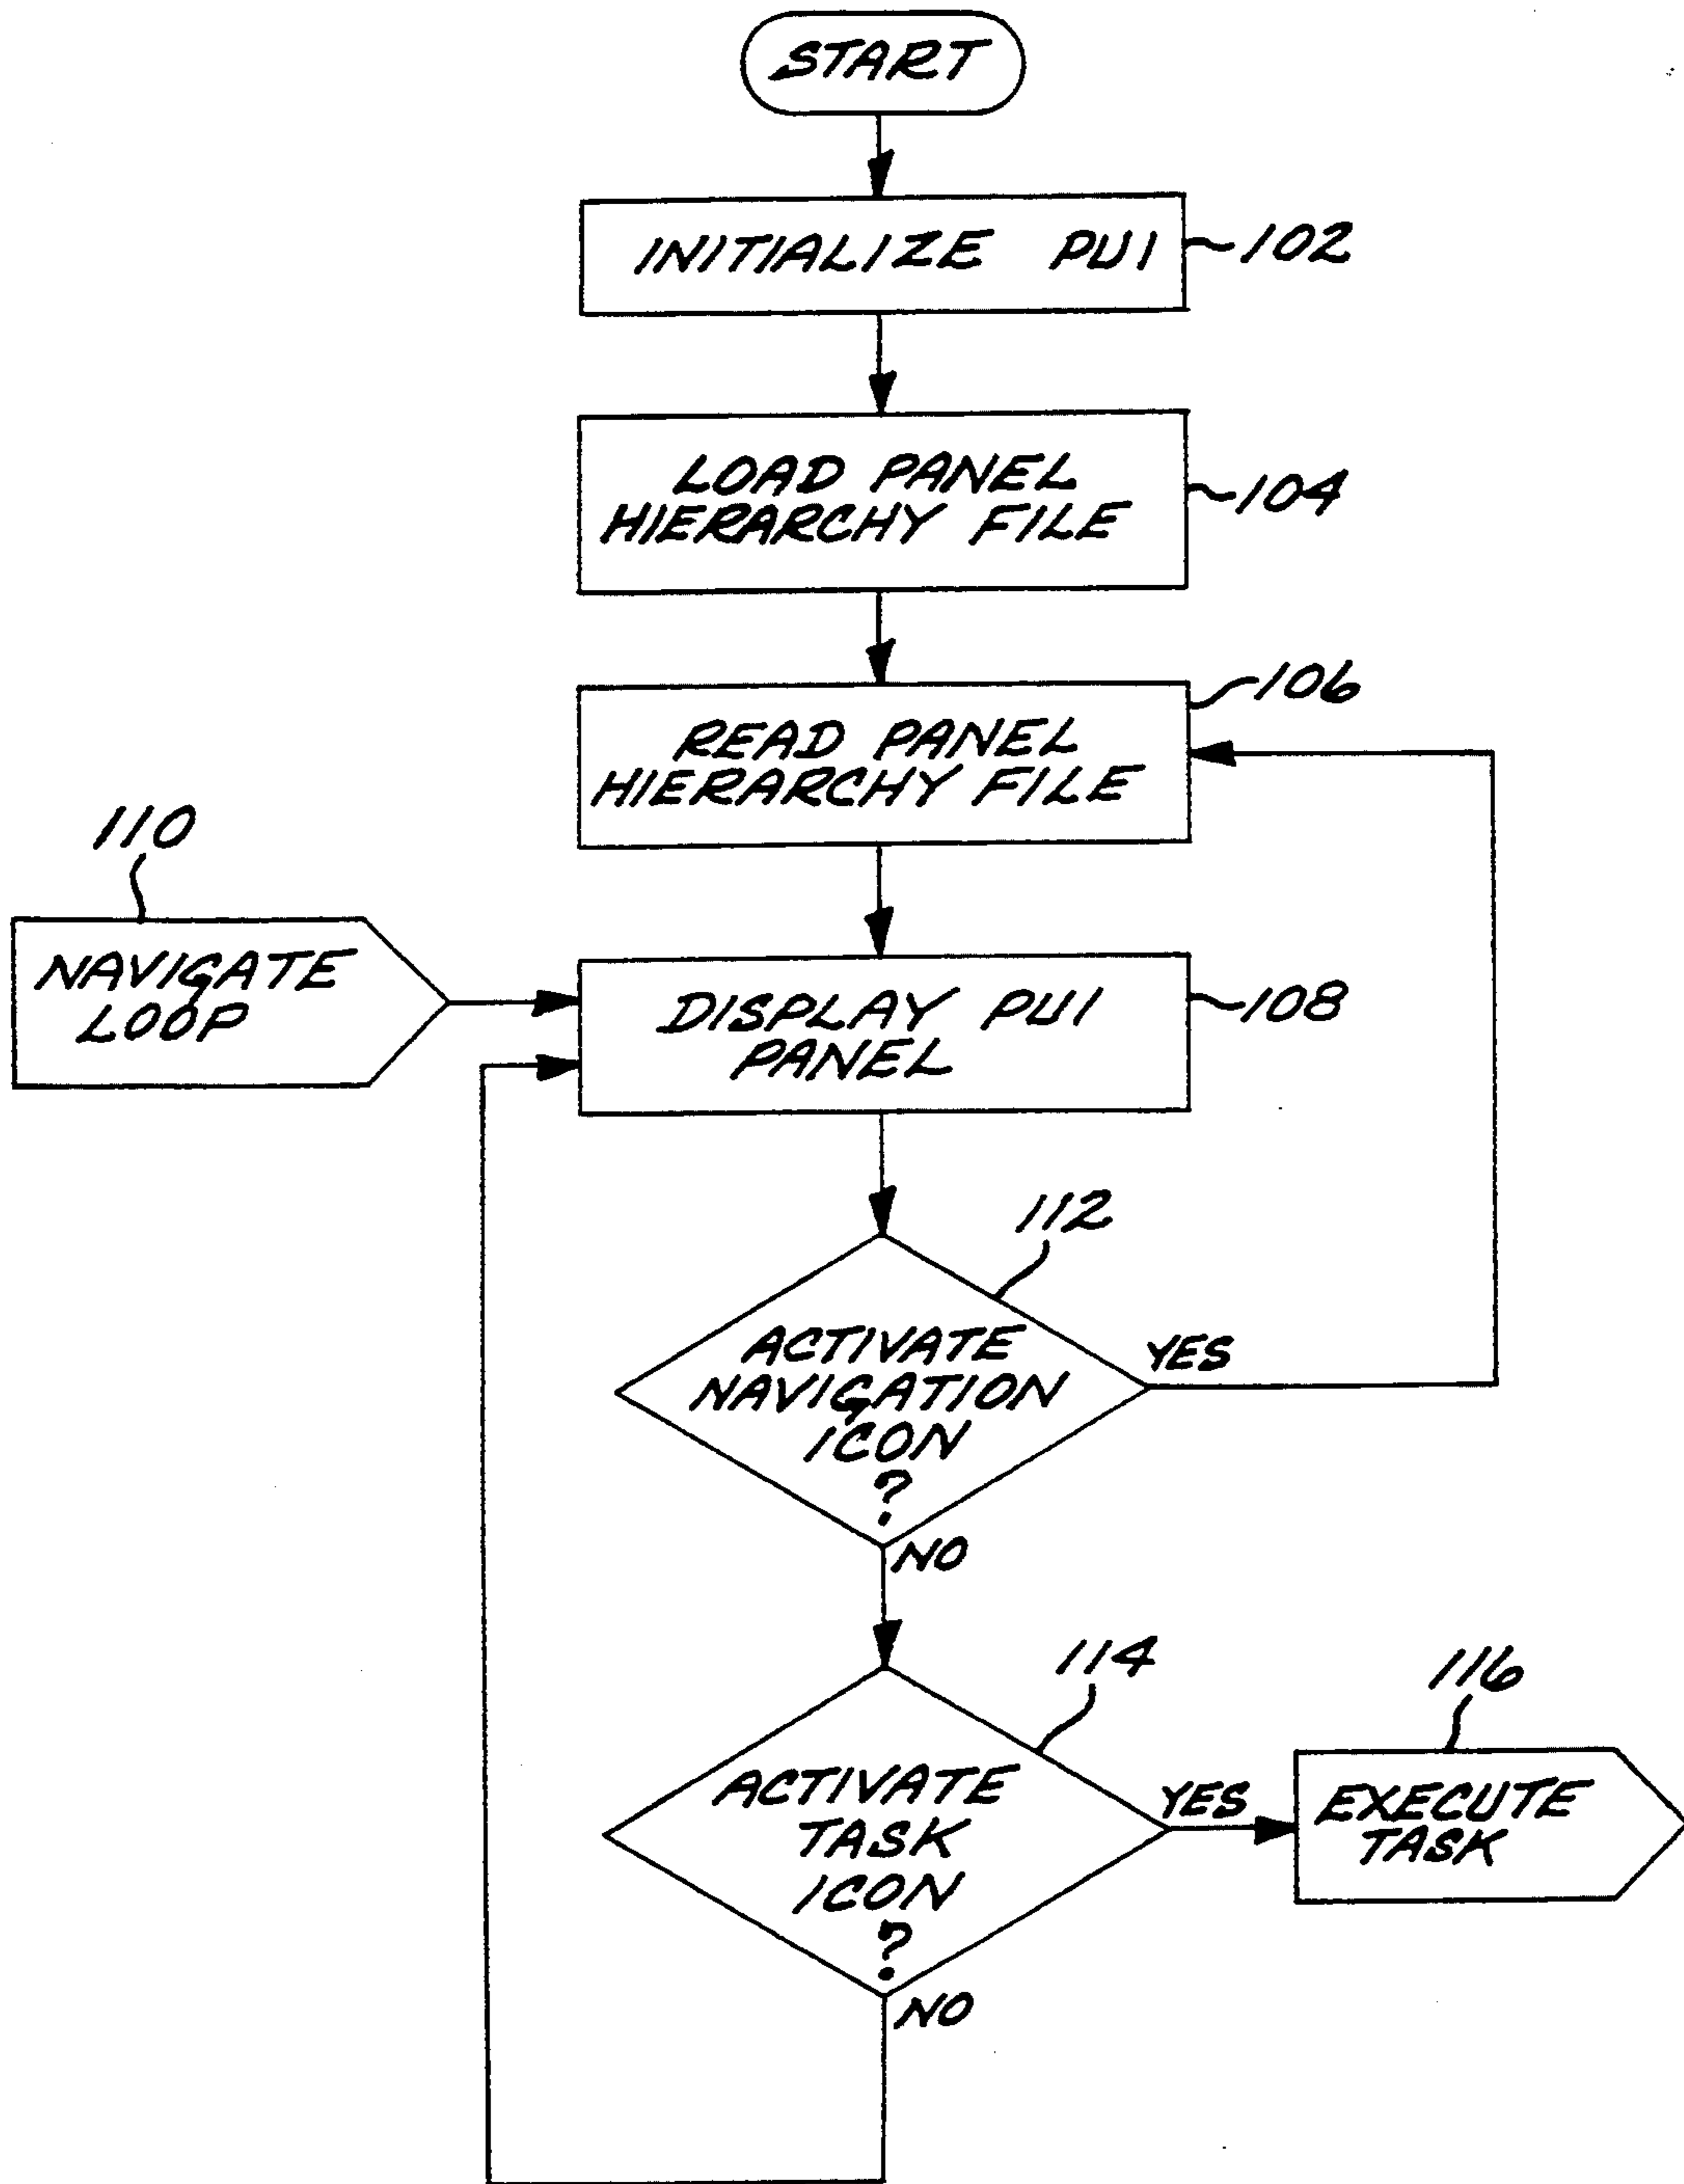 START
INITIALIZE PUI
102
LOAD PANEL
HIERARCHY FILE
104
106
READ PANEL
HIERARCHY FILE
110
NAVIGATE
LOOP
DISPLAY PUI
PANEL
108
112
ACTIVATE
NAVIGATION
ICON
?
YES
NO
114
ACTIVATE
TASK
ICON
?
YES
NO
116
EXECUTE
TASK